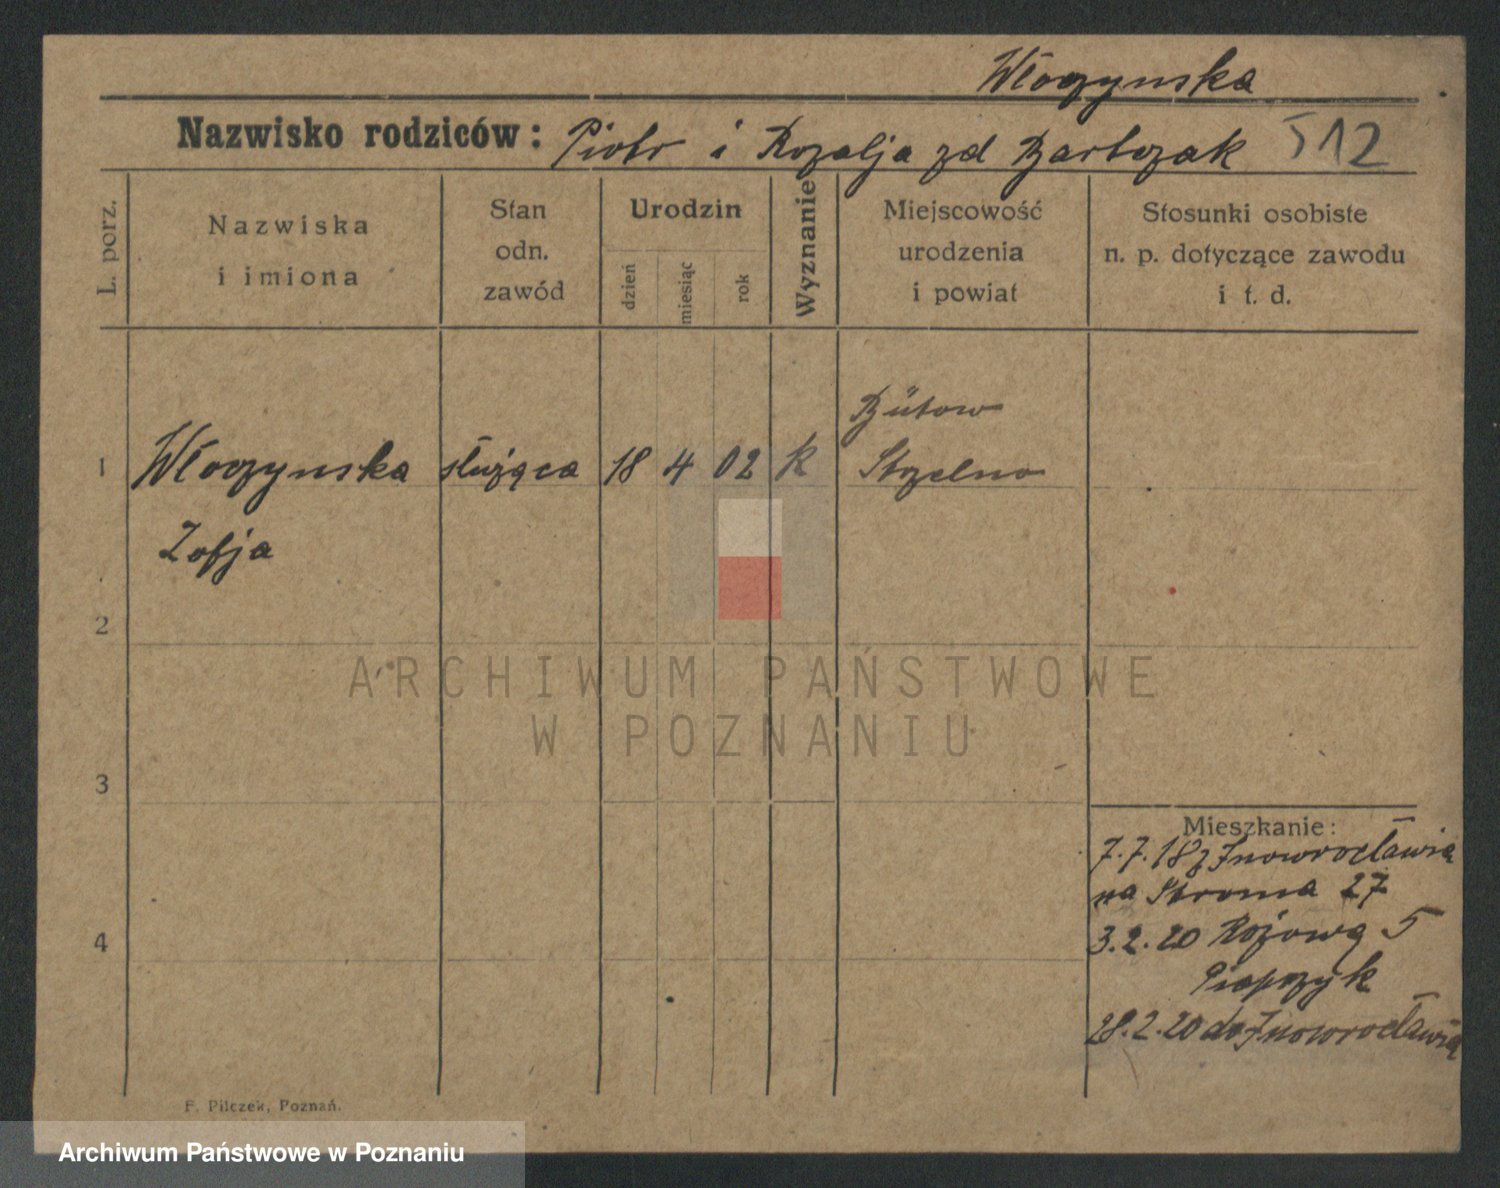 Włoczynska
Nazwisko rodziców: Piotr i Rozalja zd Bartczak 512
L. porz.
Nazwiska
i imiona
Stan
odn.
zawód
Urodzin
dzień
miesiąc
rok
Wyznanie
Miejscowość
urodzenia
i powiat
Stosunki osobiste
n. p. dotyczące zawodu
i t. d.
Bütow
1 Włoczynska służąca 18 4 02 k Strzelno
Zofja
2
ARCHIWUM PAŃSTWOWE
W POZNANIU
3
Mieszkanie:
7.7.18 z Inowrocławia
na Stroma 27
4
3.2.20 Różową 5
28.2.20 do Inowrocławia
F. Pilczek, Poznań.
Archiwum Państwowe w Poznaniu